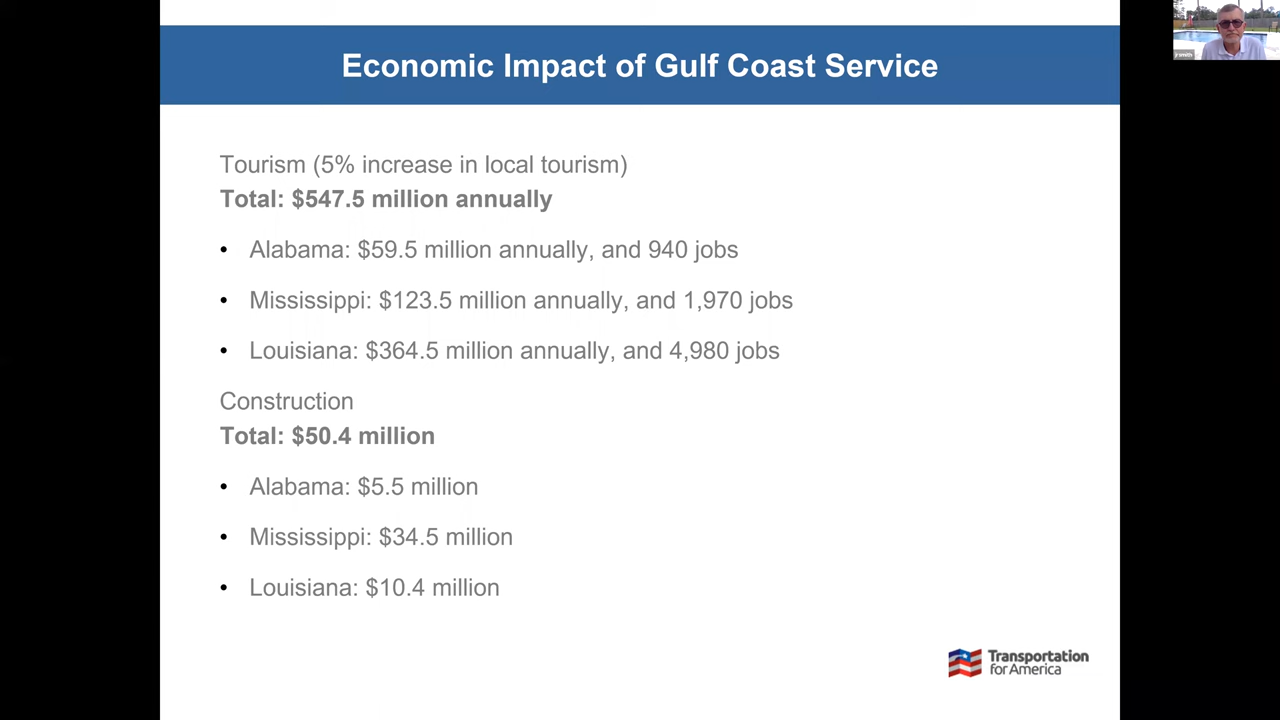 Economic Impact of Gulf Coast Service
Tourism (5% increase in local tourism)
Total: $547.5 million annually
• Alabama: $59.5 million annually, and 940 jobs
• Mississippi: $123.5 million annually, and 1,970 jobs
• Louisiana: $364.5 million annually, and 4,980 jobs
Construction
Total: $50.4 million
• Alabama: $5.5 million
• Mississippi: $34.5 million
• Louisiana: $10.4 million
Transportation
for America